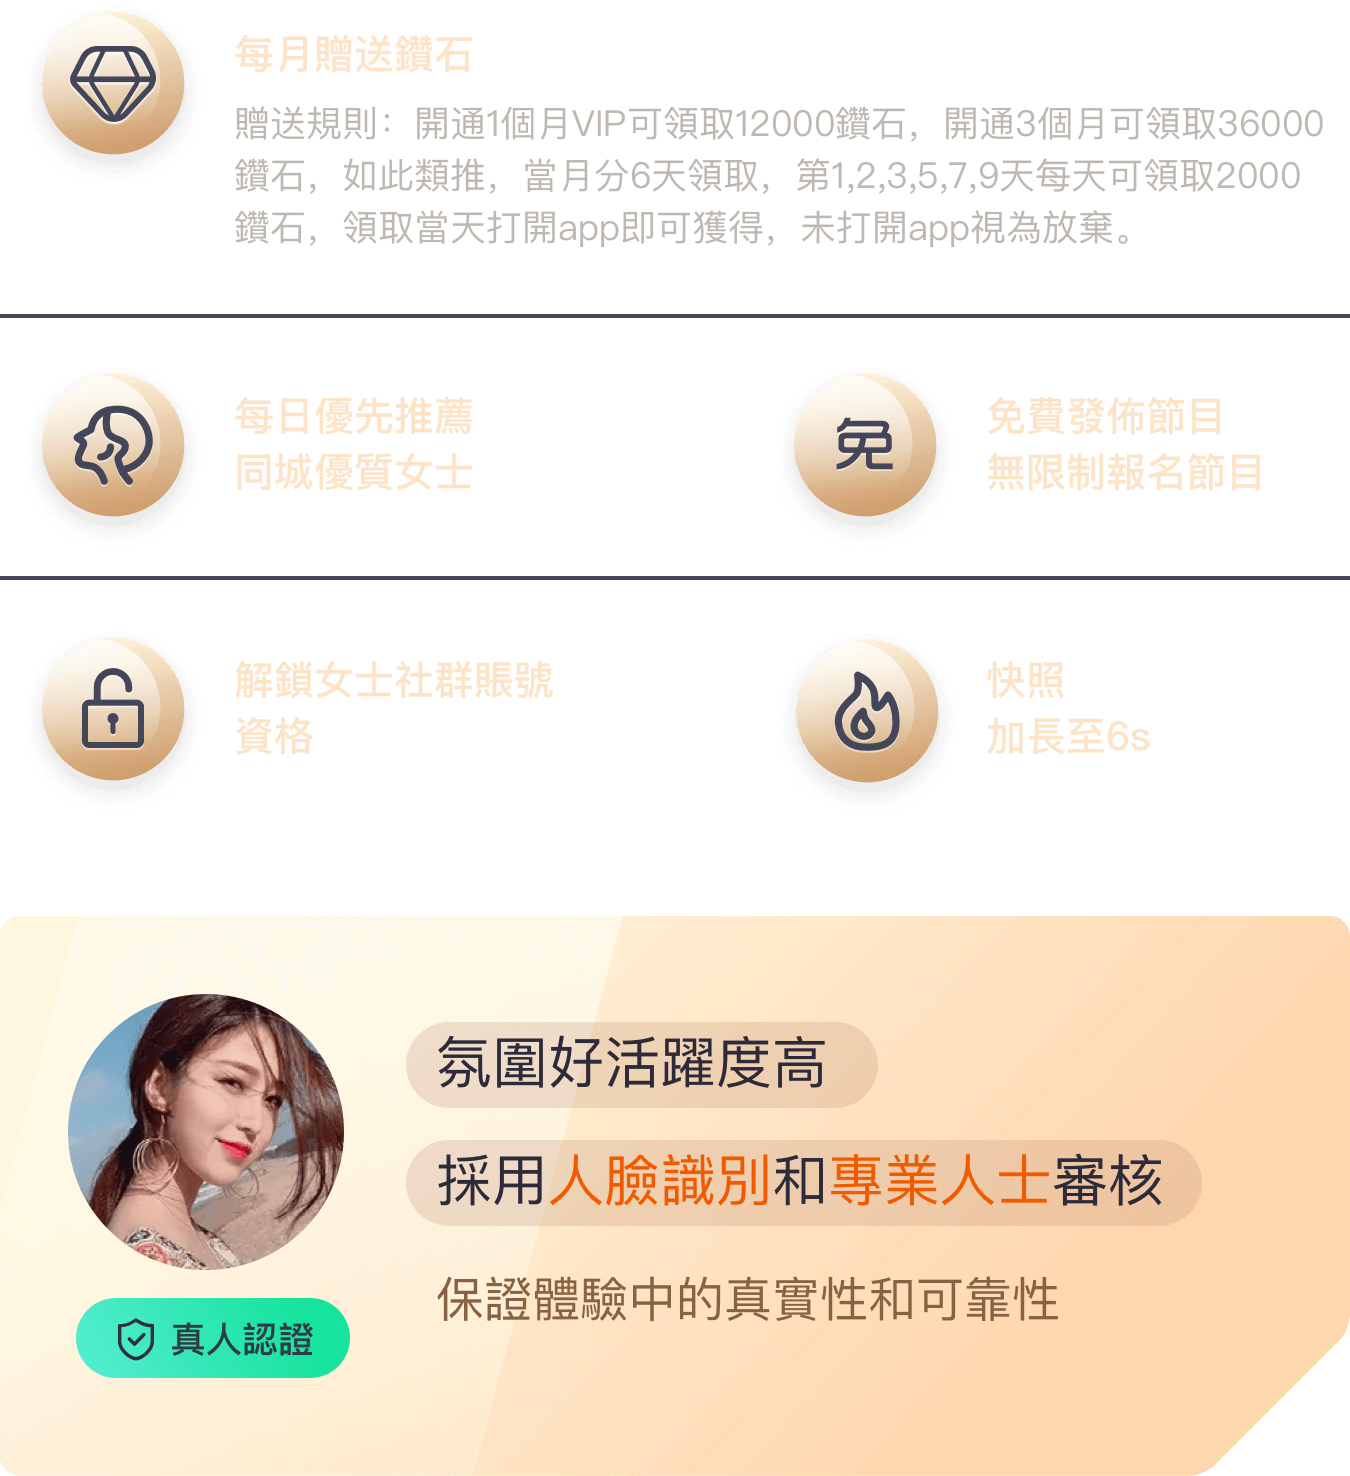 每月贈送鑽石
贈送規則：開通1個月VIP可領取12000鑽石，開通3個月可領取36000
鑽石，如此類推，當月分6天領取，第1,2,3,5,7,9天每天可領取2000
鑽石，領取當天打開app即可獲得，未打開app視為放棄。
每日優先推薦
同城優質女士
免
免費發佈節目
無限制報名節目
解鎖女士社群賬號
資格
快照
加長至6s
氛圍好活躍度高
採用人臉識別和專業人士審核
保證體驗中的真實性和可靠性
真人認證